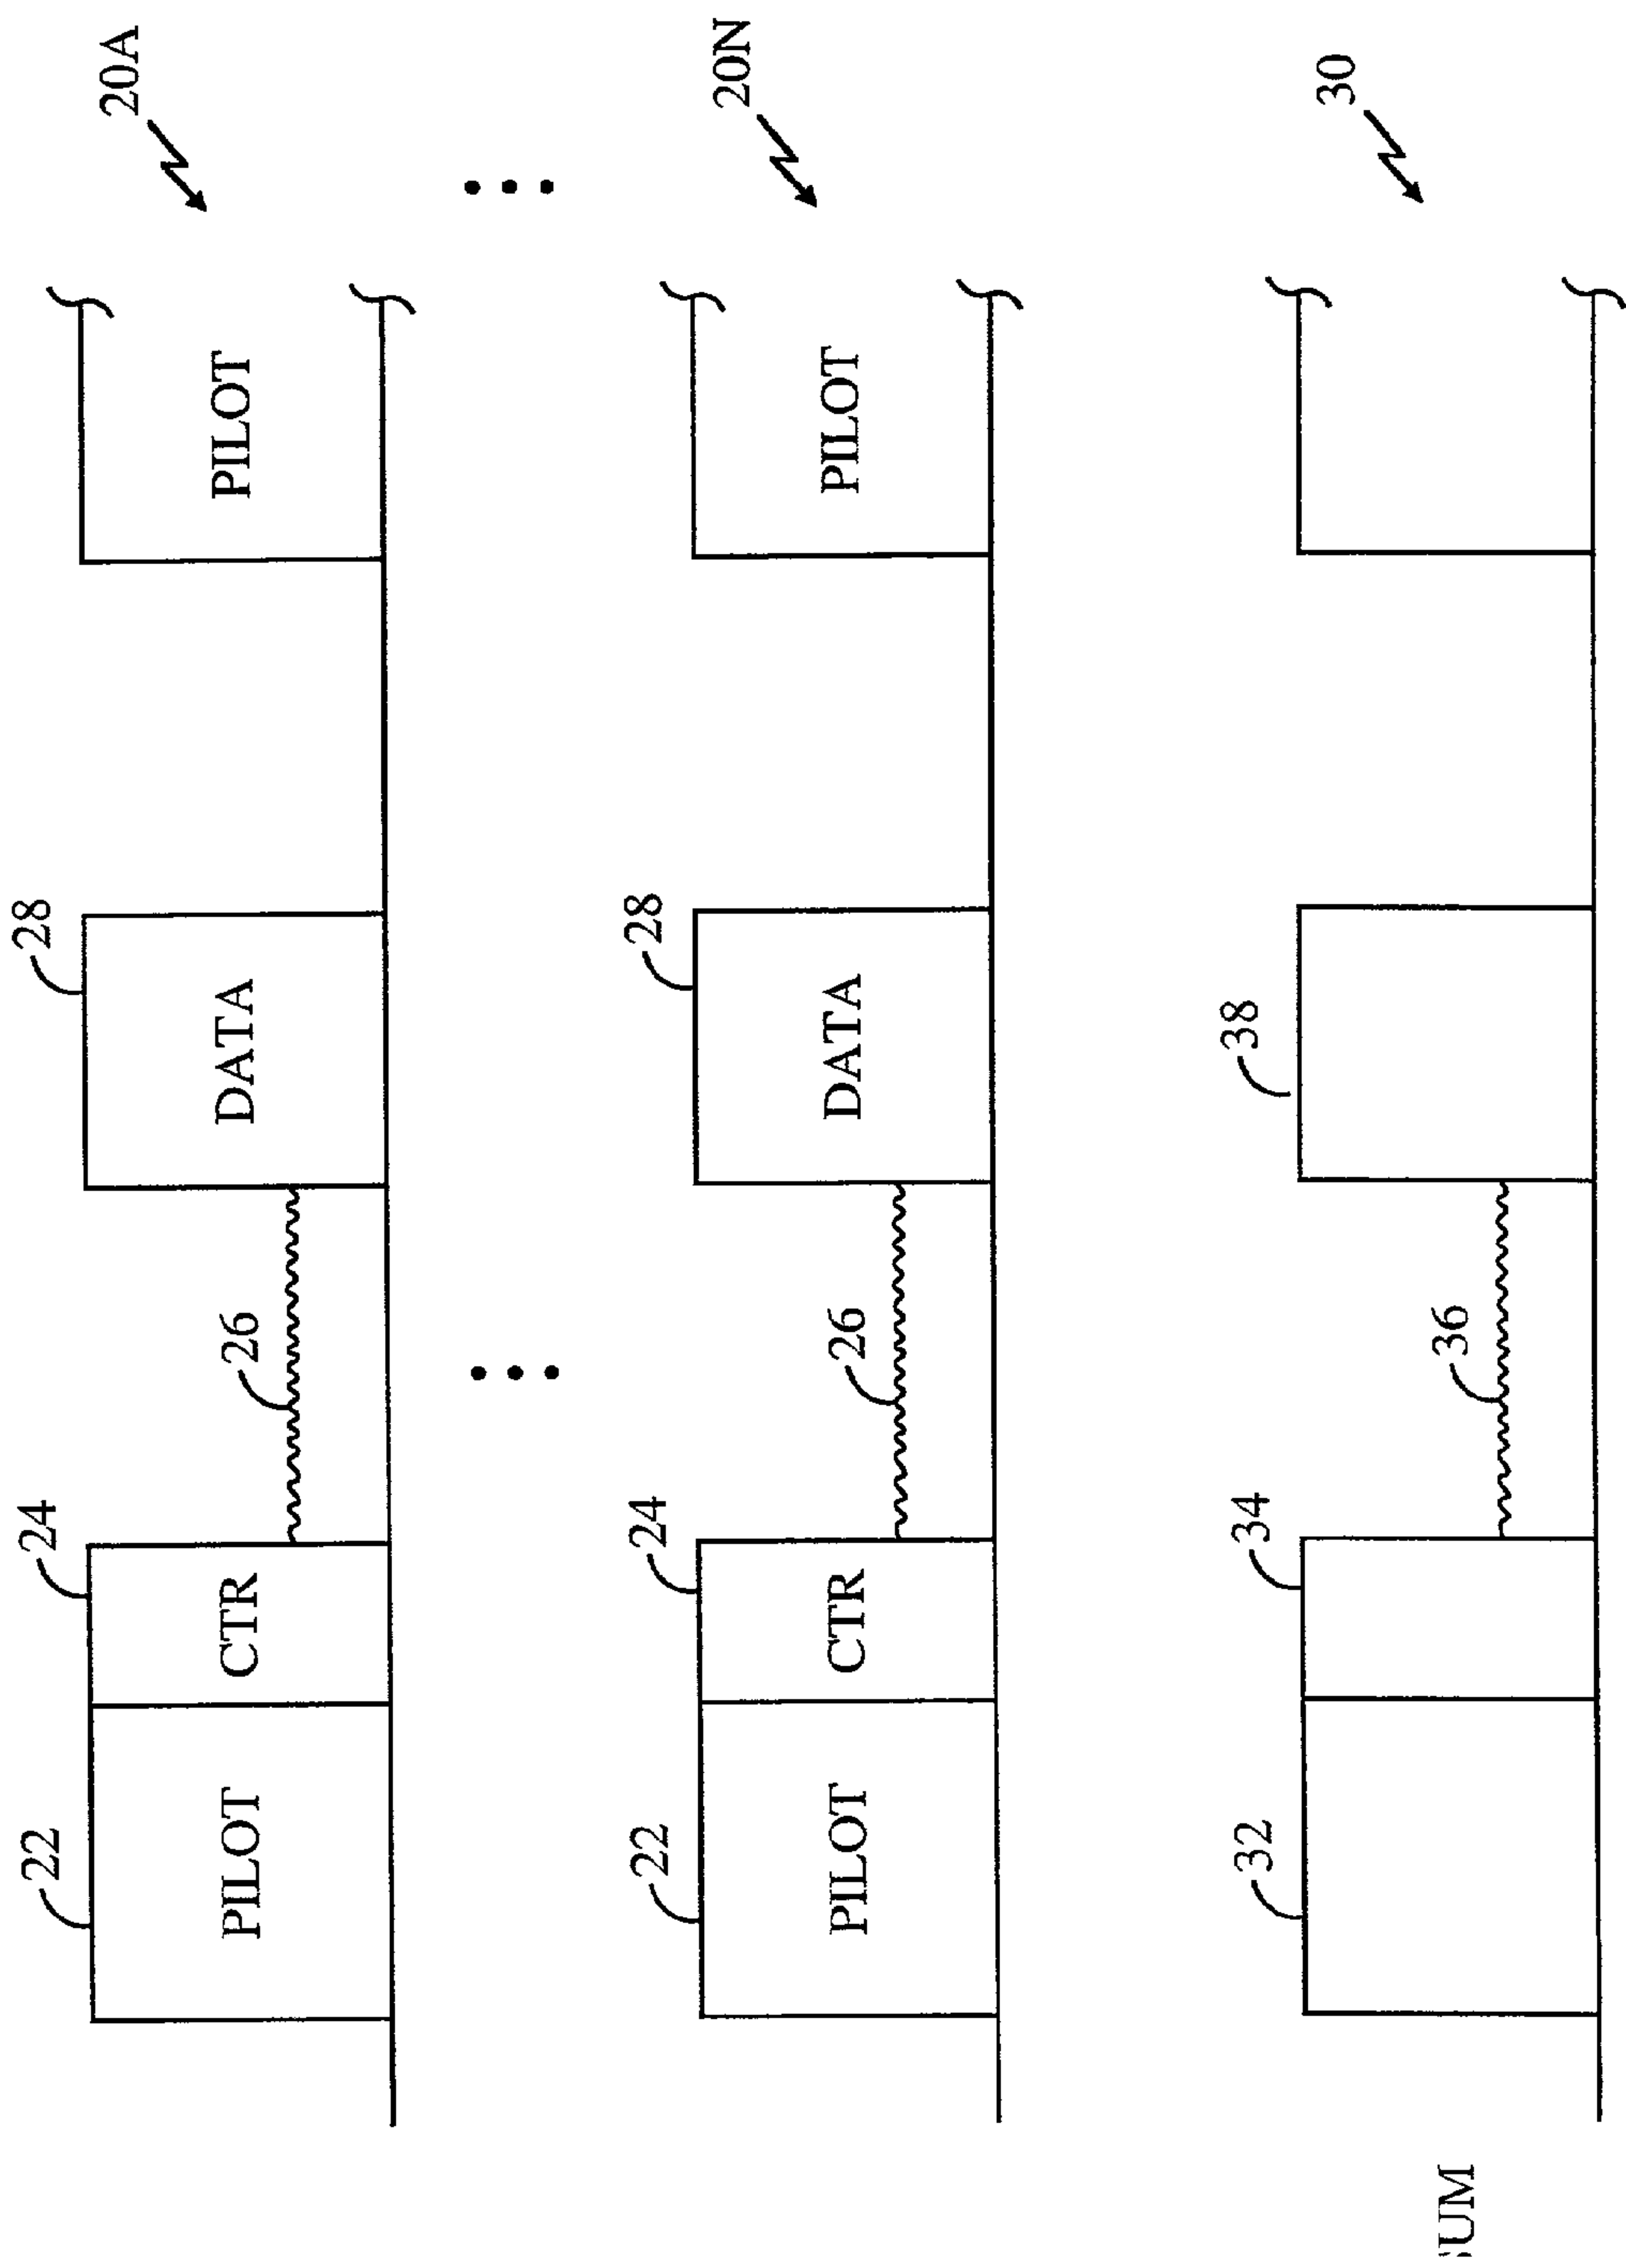 22 24 28
20A
PILOT CTR 26 DATA PILOT
22 24 28
20N
PILOT CTR 26 DATA PILOT
32 34 38
30
36
SUM